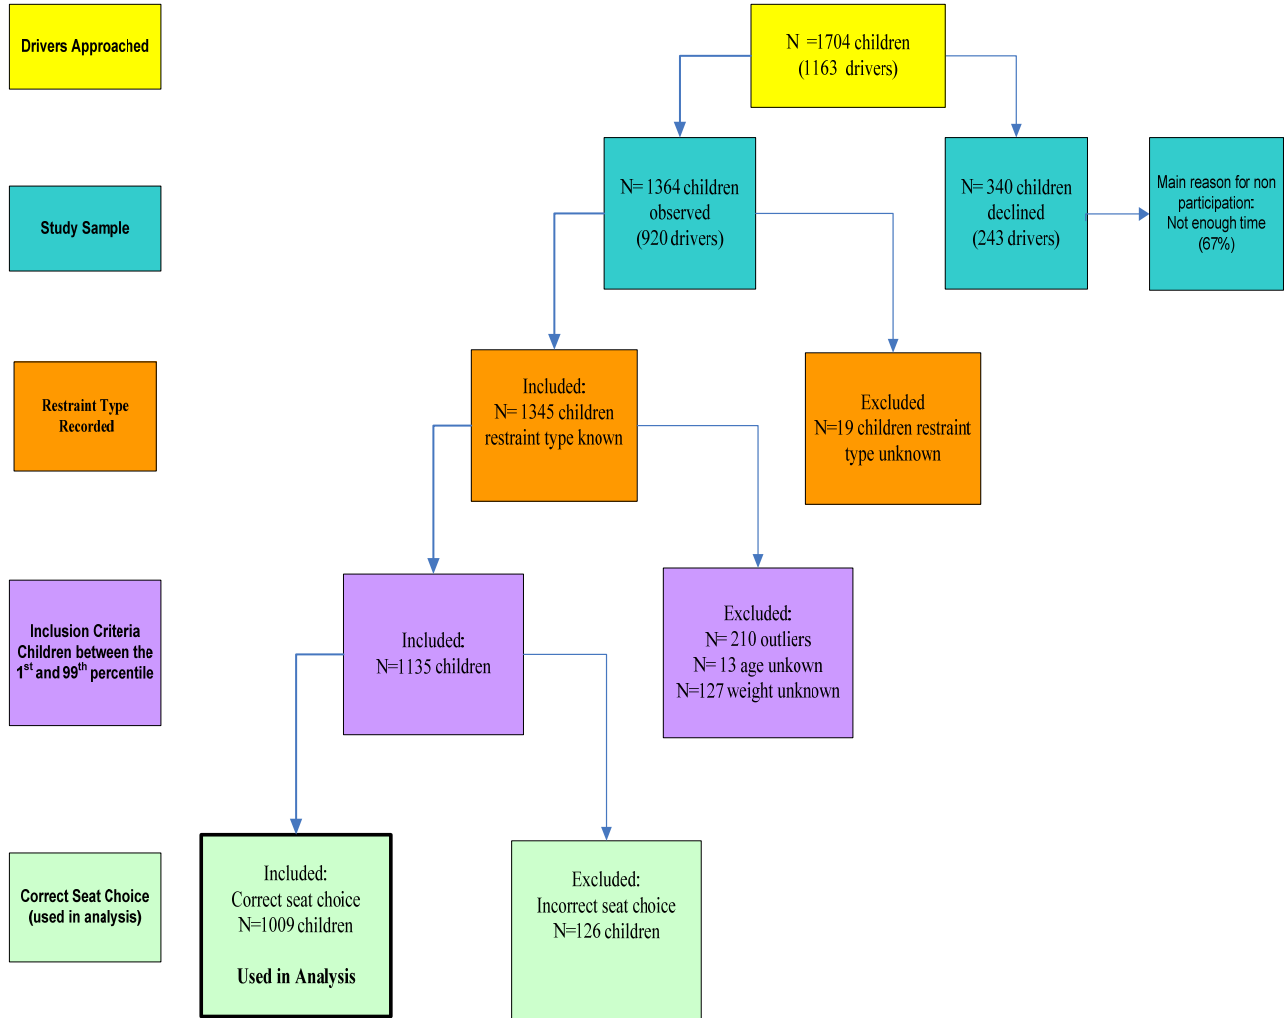 Drivers Approached
N =1704 children
(1163 drivers)
Study Sample
N= 1364 children
observed
(920 drivers)
N= 340 children
declined
(243 drivers)
Main reason for non
participation:
Not enough time
(67%)
Restraint Type
Recorded
Included:
N= 1345 children
restraint type known
Excluded
N=19 children restraint
type unknown
Inclusion Criteria
Children between the
1st and 99th percentile
Included:
N=1135 children
Excluded:
N= 210 outliers
N= 13 age unkown
N=127 weight unknown
Correct Seat Choice
(used in analysis)
Included:
Correct seat choice
N=1009 children
Used in Analysis
Excluded:
Incorrect seat choice
N=126 children